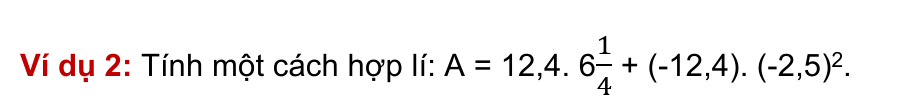 Ví dụ 2: Tính một cách hợp lí: A = 12,4. 6\frac{1}{4} + (-12,4). (-2,5)².